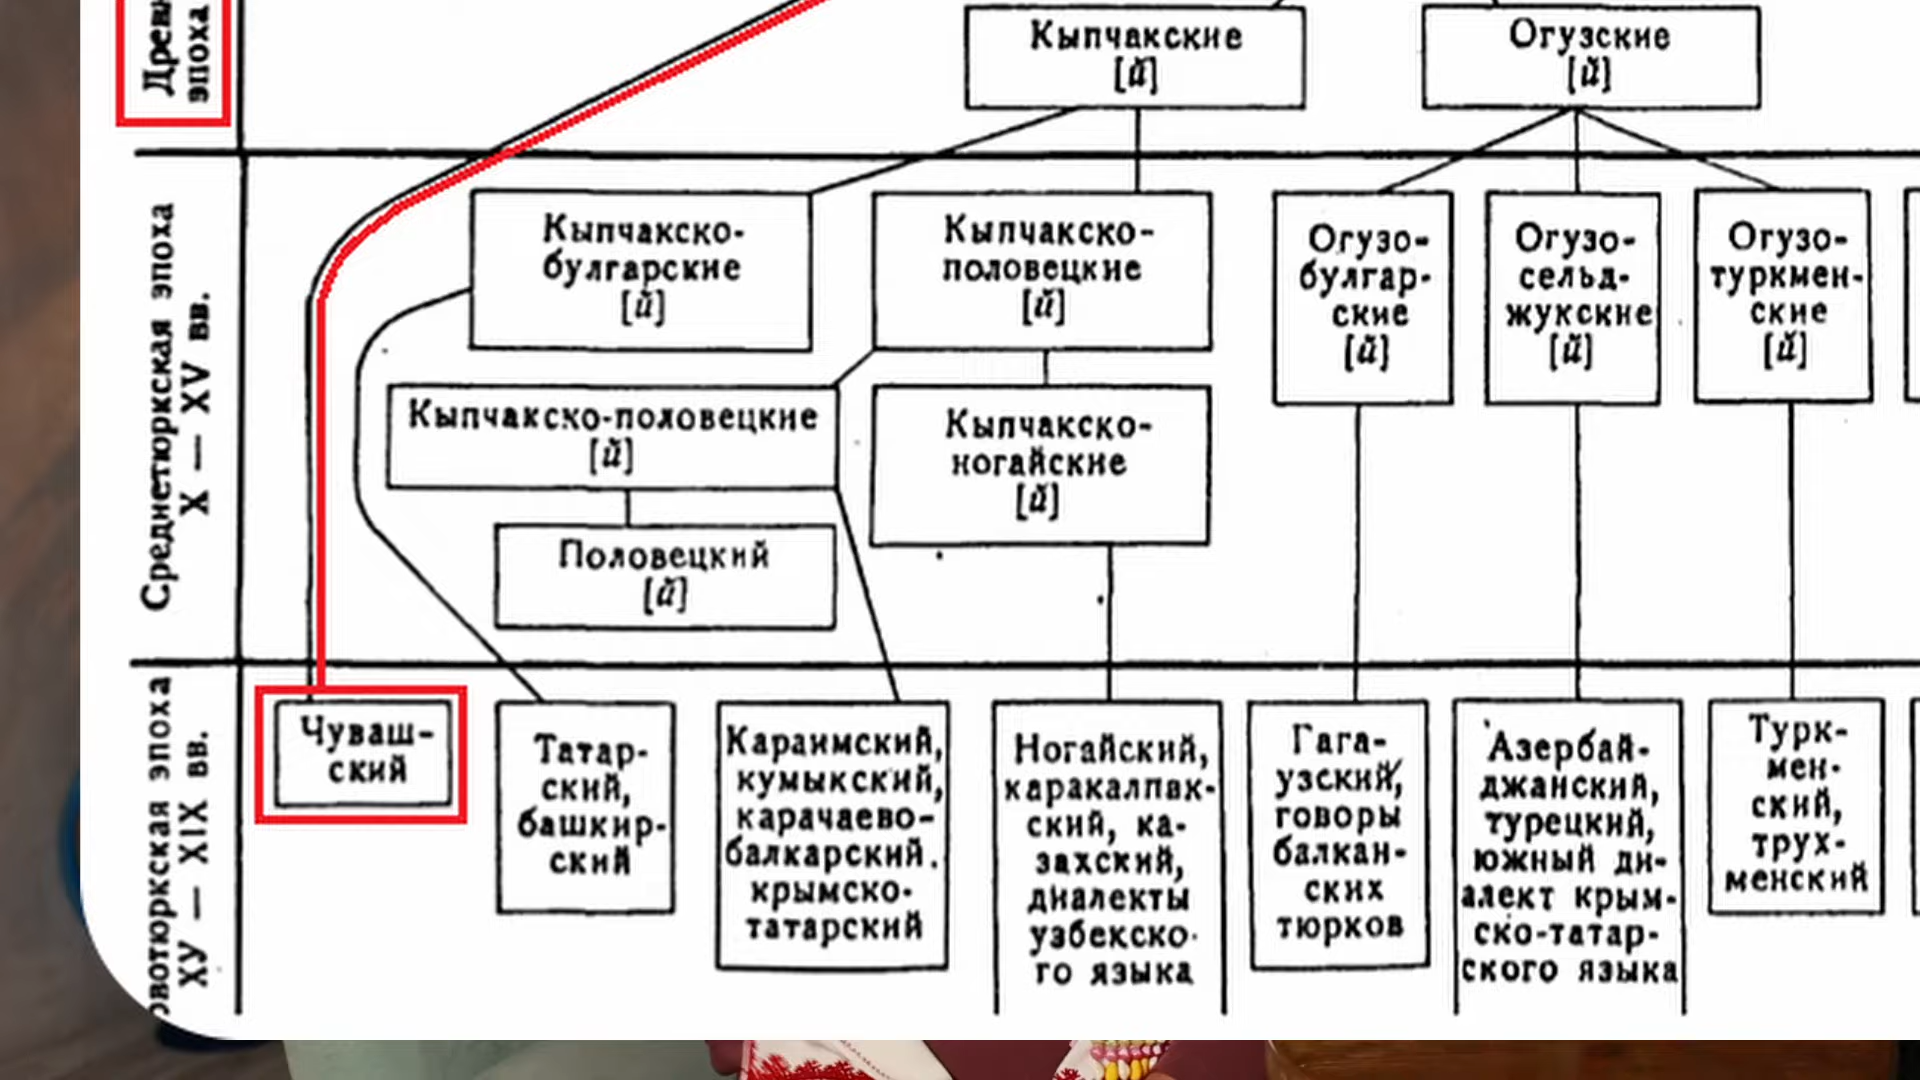 Древн
эпоха
Кыпчакские
[й]
Огузские
[й]
Среднетюркская эпоха
X — XV вв.
Кыпчакско-
булгарские
[й]
Кыпчакско-
половецкие
[й]
Огузо-
булгар-
ские
[й]
Огузо-
сельд-
жукские
[й]
Огузо-
туркмен-
ские
[й]
Кыпчакско-половецкие
[й]
Кыпчакско-
ногайские
[й]
Половецкий
[й]
овотюркская эпоха
ХУ — XIX вв.
Чуваш-
ский
Татар-
ский,
башкир-
ский
Караимский,
кумыкский,
карачаево-
балкарский.
крымско-
татарский
Ногайский,
каракалпак-
ский, ка-
захский,
диалекты
узбекско-
го языка
Гага-
узский,
говоры
балкан-
ских
тюрков
Азербай-
джанский,
турецкий,
южный ди-
алект крым-
ско-татар-
ского языка
Турк-
мен-
ский,
трух-
менский